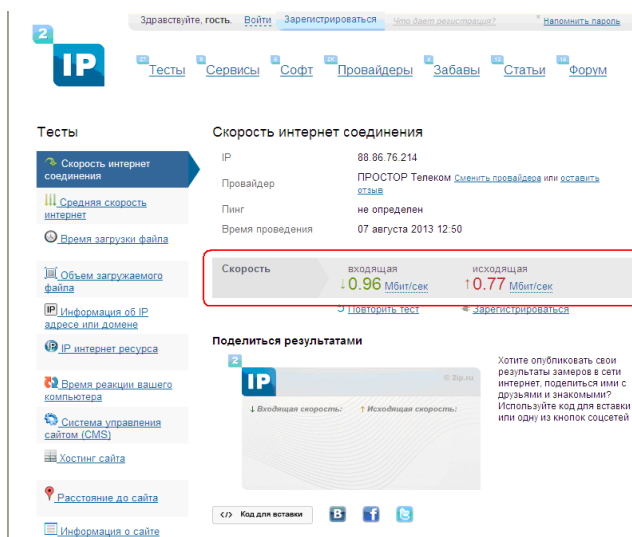 Здравствуйте, гость. Войти Зарегистрироваться Что дает регистрация? Напомнить пароль
2
IP
Тесты Сервисы Софт Провайдеры Забавы Статьи Форум
Тесты
Скорость интернет
соединения
Средняя скорость
интернет
Время загрузки файла
Объем загружаемого
файла
Информация об IP
адресе или домене
IP интернет ресурса
Время реакции вашего
компьютера
Система управления
сайтом (CMS)
Хостинг сайта
Расстояние до сайта
Информация о сайте
Скорость интернет соединения
IP 88.86.76.214
Провайдер ПРОСТОР Телеком Сменить провайдера или оставить
отзыв
Пинг не определен
Время проведения 07 августа 2013 12:50
Скорость входящая исходящая
↓0.96 Мбит/сек ↑0.77 Мбит/сек
Повторить тест Зарегистрироваться
Поделиться результатами
2
IP
© 2ip.ru
↓ Входящая скорость: ↑ Исходящая скорость:
Хотите опубликовать свои
результаты замеров в сети
интернет, поделиться ими с
друзьями и знакомыми?
Используйте код для вставки
или одну из кнопок соцсетей
</> Код для вставки